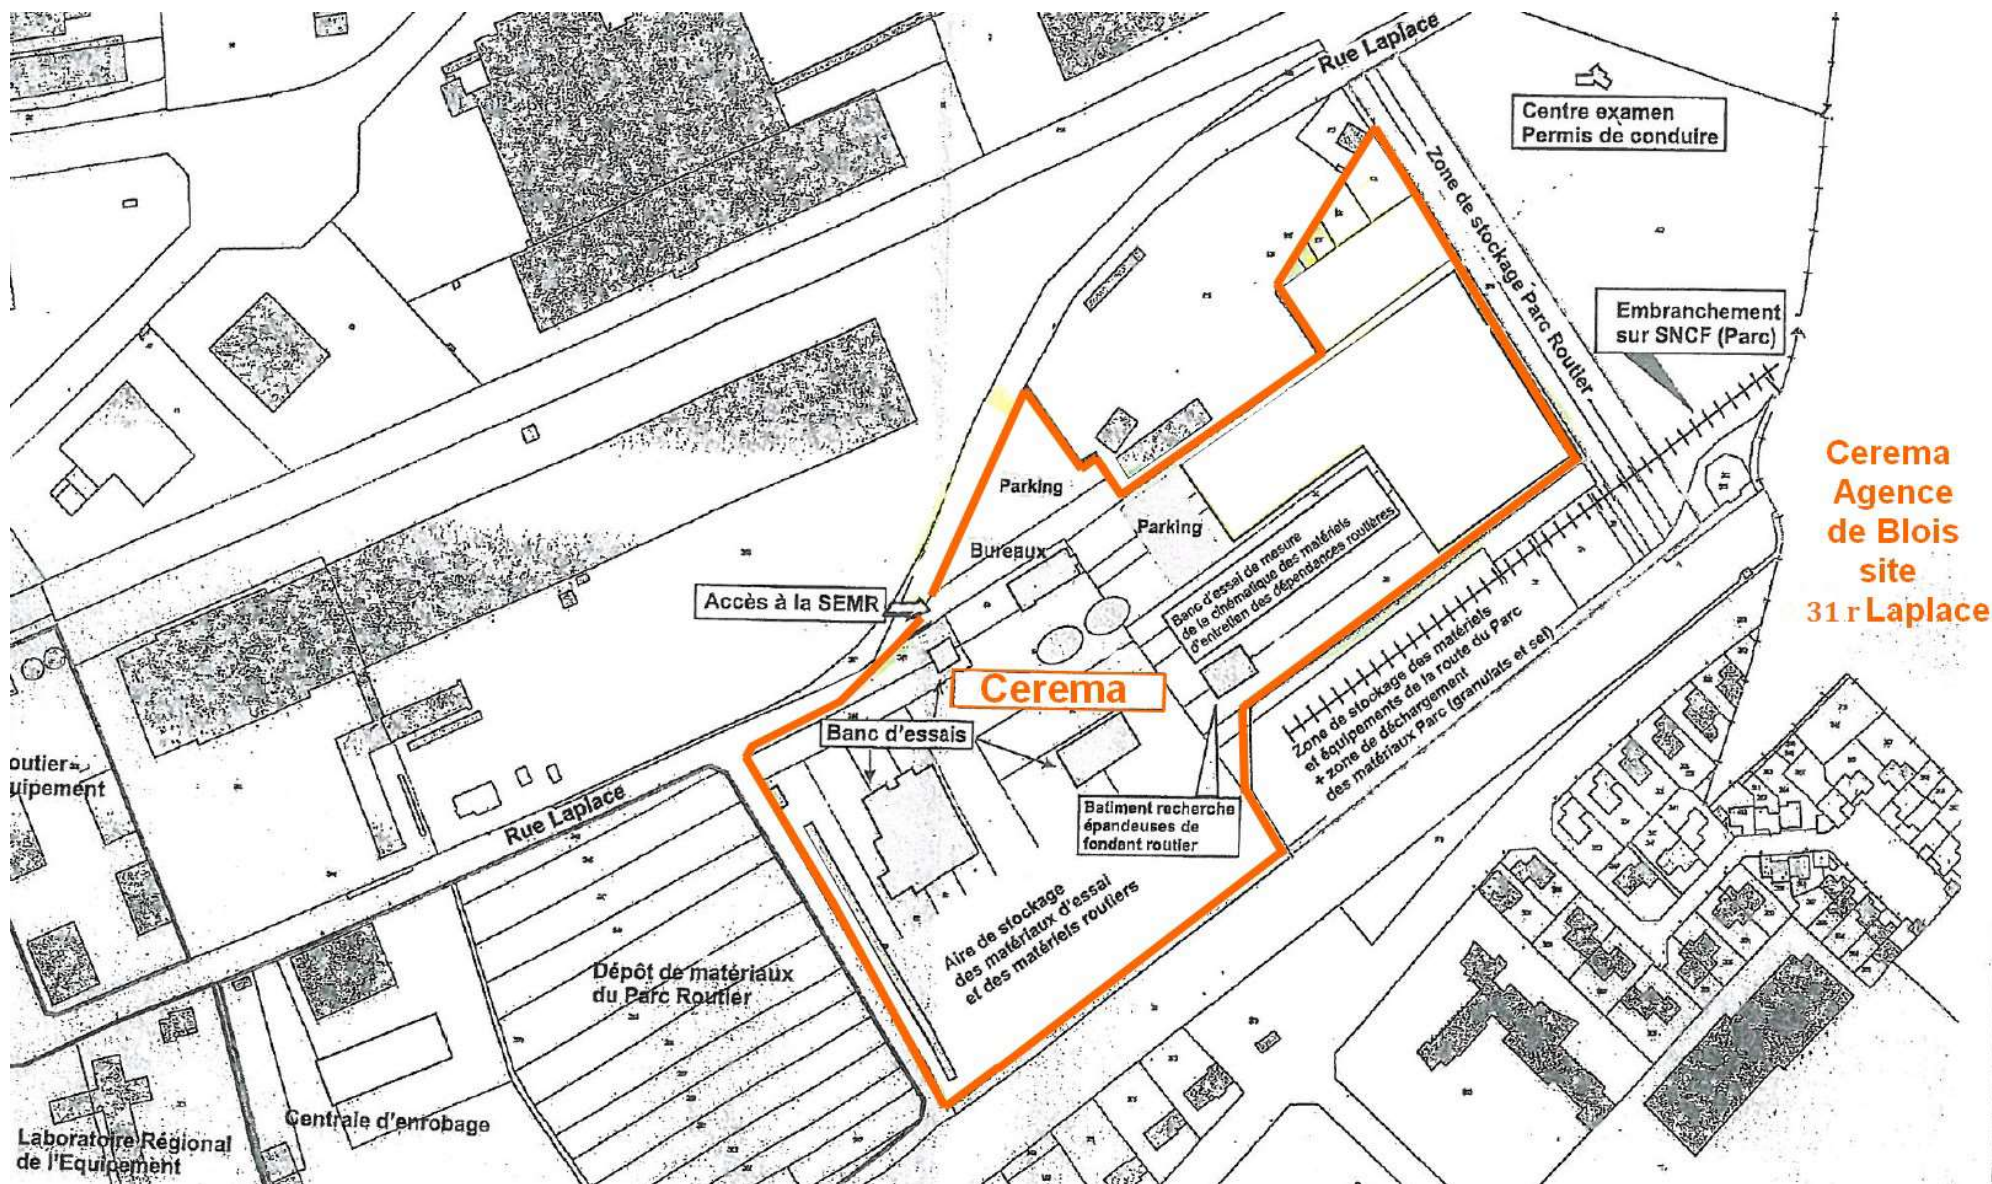 Rue Laplace
Centre examen
Permis de conduire
Zone de stockage Parc Routier
Embranchement
sur SNCF (Parc)
Cerema
Agence
de Blois
site
31 r Laplace
Parking
Parking
Bureaux
Accès à la SEMR
Banc d'essai de mesure
de la cinématique des matériels
d'entretien des dépendances routières
Cerema
Banc d'essais
Zone de stockage des matériels
et équipements de la route du Parc
+ zone de déchargement
des matériaux Parc (granulats et sel)
Batiment recherche
épandeuses de
fondant routier
outier
uipement
Rue Laplace
Aire de stockage
des matériaux d'essai
et des matériels routiers
Dépôt de matériaux
du Parc Routier
Centrale d'enrobage
Laboratoire Régional
de l'Equipement